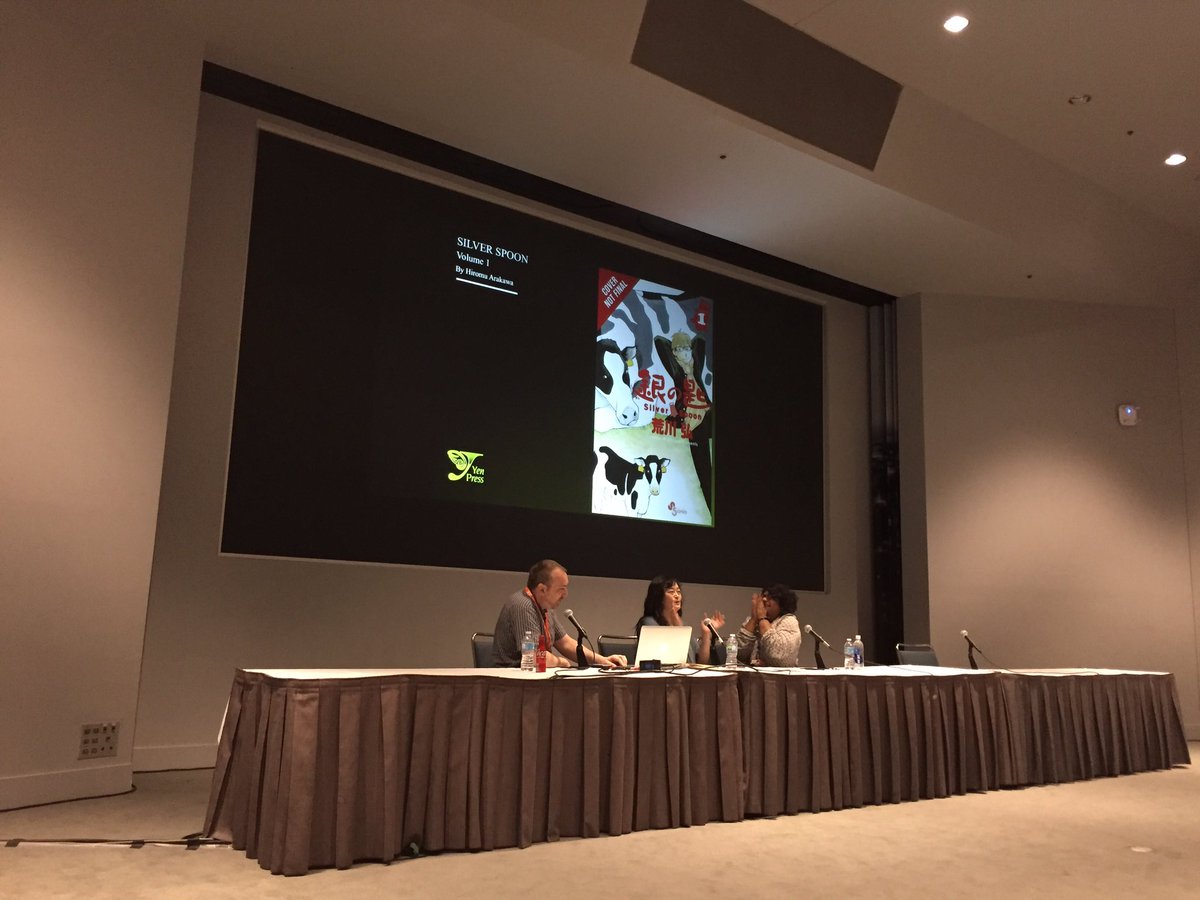 SILVER SPOON
Volume 1
By Hiromu Arakawa
COVER
NOT FINAL
1
銀の匙
Silver Spoon
荒川 弘
Yen
Press